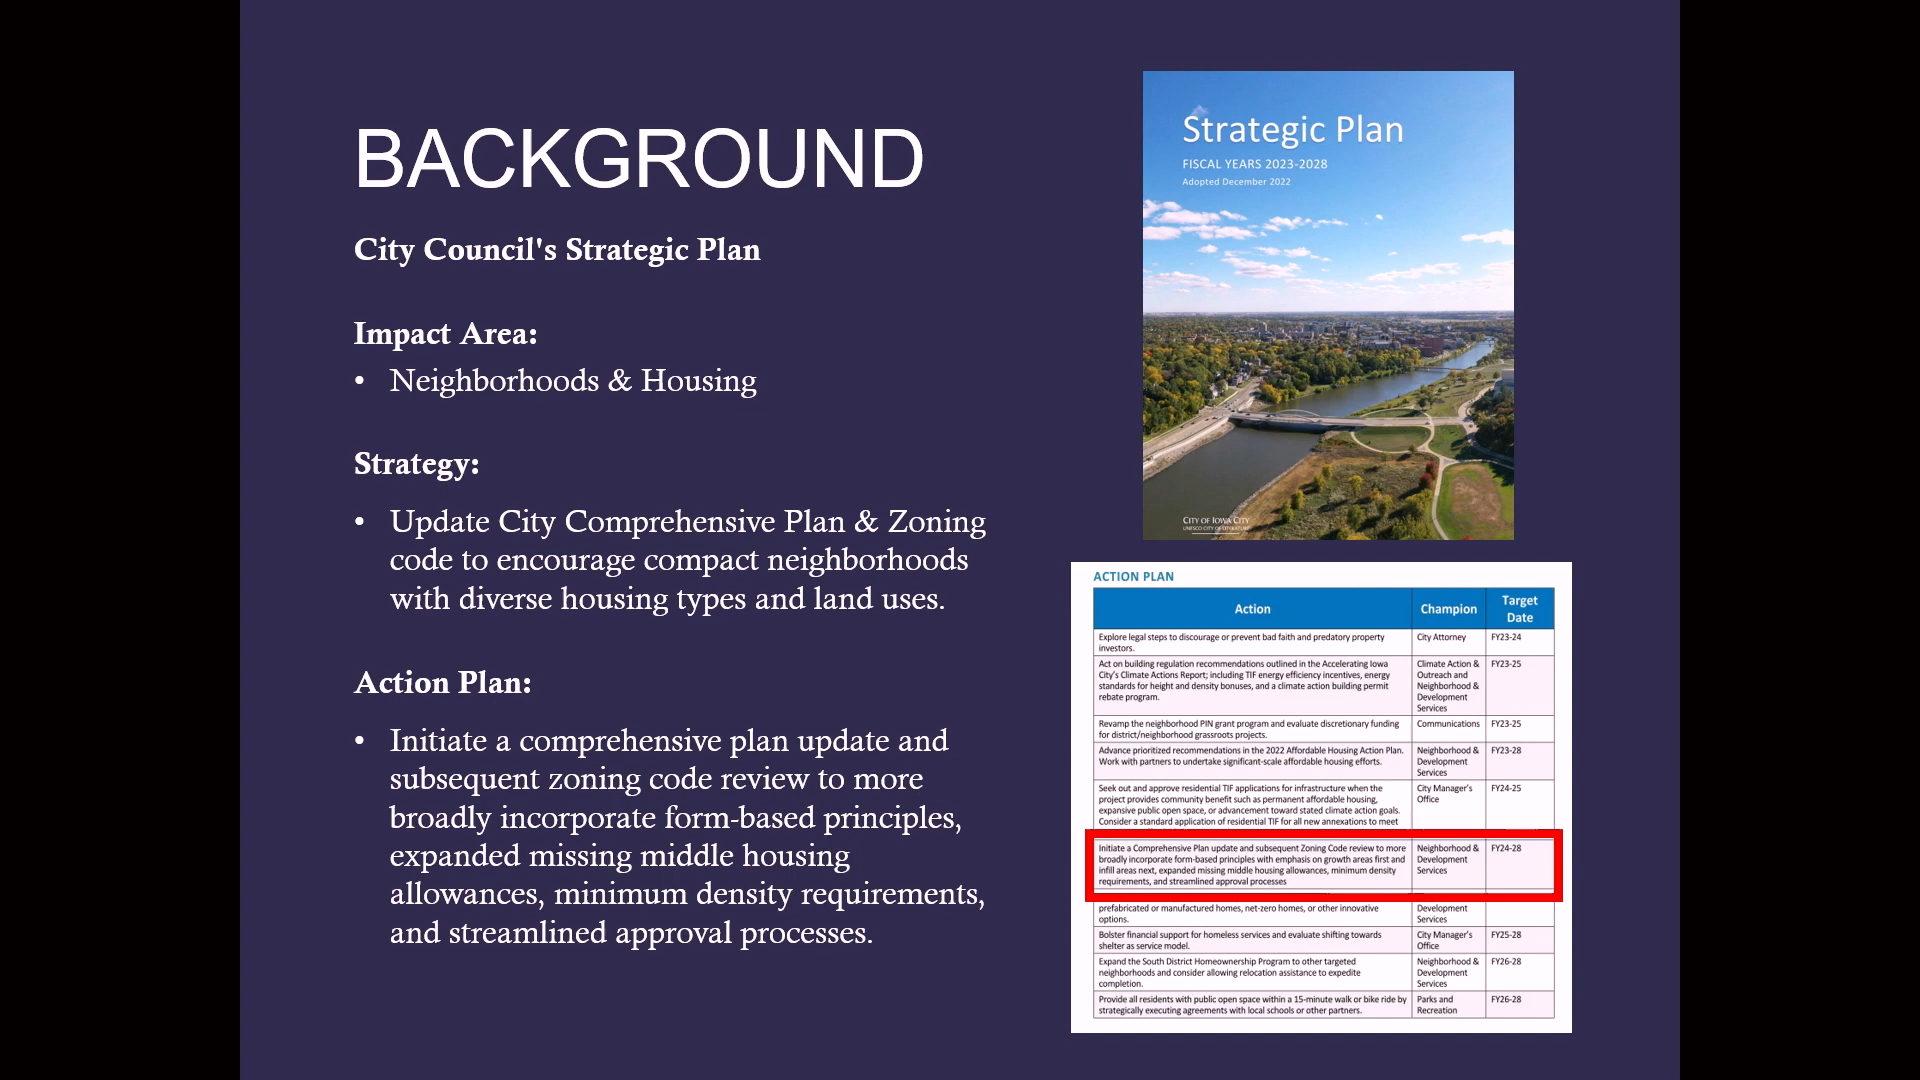 BACKGROUND
City Council's Strategic Plan
Impact Area:
• Neighborhoods & Housing
Strategy:
• Update City Comprehensive Plan & Zoning
code to encourage compact neighborhoods
with diverse housing types and land uses.
Action Plan:
• Initiate a comprehensive plan update and
subsequent zoning code review to more
broadly incorporate form-based principles,
expanded missing middle housing
allowances, minimum density requirements,
and streamlined approval processes.
Strategic Plan
FISCAL YEARS 2023-2028
Adopted December 2022
CITY OF IOWA CITY
UNESCO CITY OF LITERATURE
ACTION PLAN
Action
Champion
Target
Date
Explore legal steps to discourage or prevent bad faith and predatory property
investors.
City Attorney
FY23-24
Act on building regulation recommendations outlined in the Accelerating Iowa
City's Climate Actions Report; including TIF energy efficiency incentives, energy
standards for height and density bonuses, and a climate action building permit
rebate program.
Climate Action &
Outreach and
Neighborhood &
Development
Services
FY23-25
Revamp the neighborhood PIN grant program and evaluate discretionary funding
for district/neighborhood grassroots projects.
Communications
FY23-25
Advance prioritized recommendations in the 2022 Affordable Housing Action Plan.
Work with partners to undertake significant-scale affordable housing efforts.
Neighborhood &
Development
Services
FY23-28
Seek out and approve residential TIF applications for infrastructure when the
project provides community benefit such as permanent affordable housing,
expansive public open space, or advancement toward stated climate action goals.
Consider a standard application of residential TIF for all new annexations to meet
City Manager's
Office
FY24-25
Initiate a Comprehensive Plan update and subsequent Zoning Code review to more
broadly incorporate form-based principles with emphasis on growth areas first and
infill areas next, expanded missing middle housing allowances, minimum density
requirements, and streamlined approval processes
Neighborhood &
Development
Services
FY24-28
prefabricated or manufactured homes, net-zero homes, or other innovative
options.
Development
Services
Bolster financial support for homeless services and evaluate shifting towards
shelter as service model.
City Manager's
Office
FY25-28
Expand the South District Homeownership Program to other targeted
neighborhoods and consider allowing relocation assistance to expedite
completion.
Neighborhood &
Development
Services
FY26-28
Provide all residents with public open space within a 15-minute walk or bike ride by
strategically executing agreements with local schools or other partners.
Parks and
Recreation
FY26-28